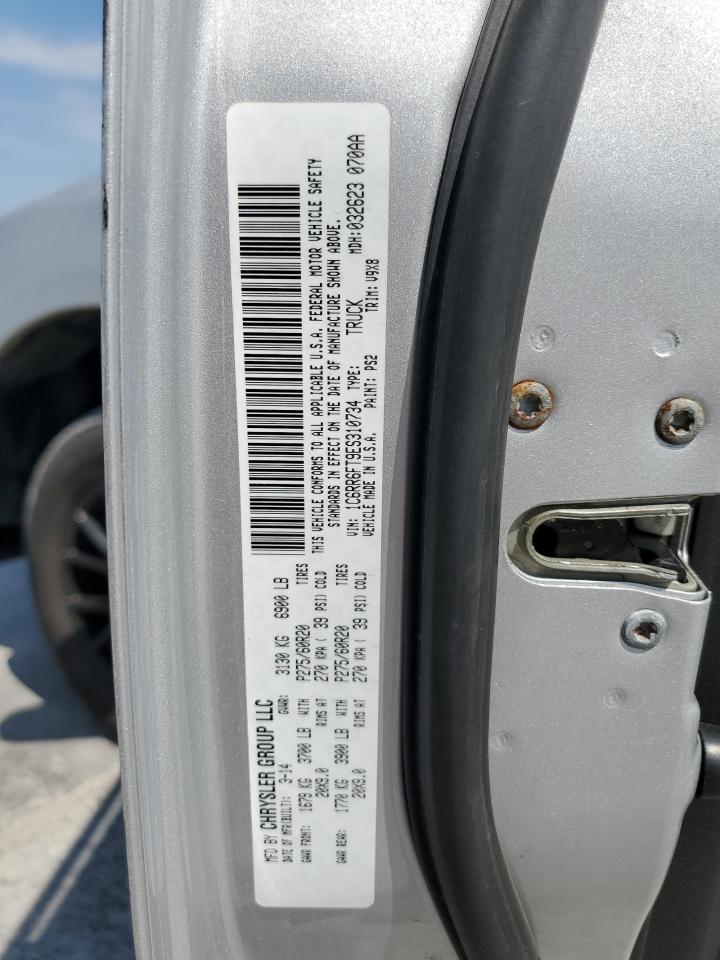 MFD BY CHRYSLER GROUP LLC
DATE OF MFR(BUILT): 3-14 GVWR: 3130 KG 6900 LB
GAWR FRONT: 1679 KG 3700 LB WITH P275/60R20 TIRES
20X9.0 RIMS AT 270 KPA ( 39 PSI) COLD
GAWR REAR: 1770 KG 3900 LB WITH P275/60R20 TIRES
20X9.0 RIMS AT 270 KPA ( 39 PSI) COLD
THIS VEHICLE CONFORMS TO ALL APPLICABLE U.S.A. FEDERAL MOTOR VEHICLE SAFETY
STANDARDS IN EFFECT ON THE DATE OF MANUFACTURE SHOWN ABOVE.
VIN: 1C6RR6FT9ES310734 TYPE: TRUCK MDH:032623 070AA
VEHICLE MADE IN U.S.A. PAINT: PS2 TRIM: V9X8